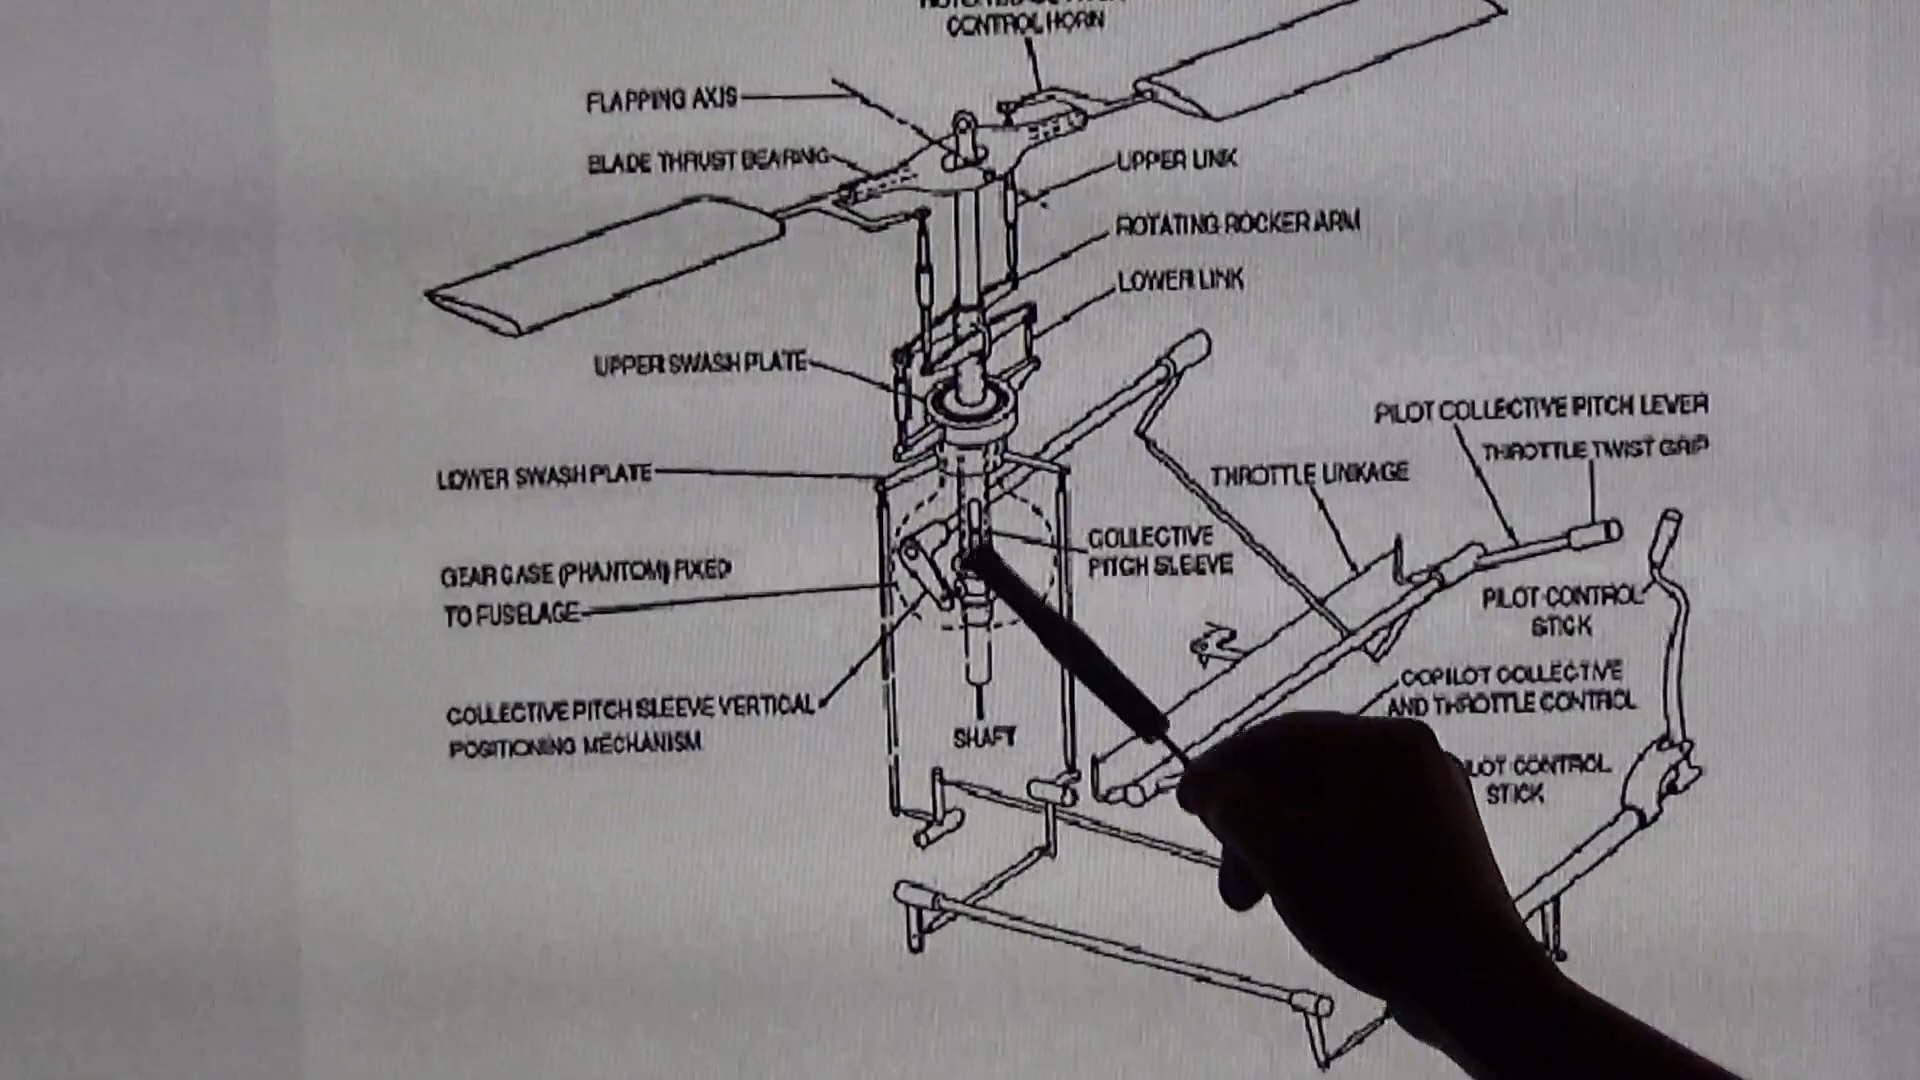 CONTROL HORN
FLAPPING AXIS
BLADE THRUST BEARING
UPPER LINK
ROTATING ROCKER ARM
LOWER LINK
UPPER SWASH PLATE
PILOT COLLECTIVE PITCH LEVER
THROTTLE TWIST GRIP
LOWER SWASH PLATE
THROTTLE LINKAGE
COLLECTIVE
PITCH SLEEVE
GEAR CASE (PHANTOM) FIXED
TO FUSELAGE
PILOT CONTROL
STICK
COPILOT COLLECTIVE
AND THROTTLE CONTROL
COLLECTIVE PITCH SLEEVE VERTICAL
POSITIONING MECHANISM
SHAFT
CONTROL
STICK